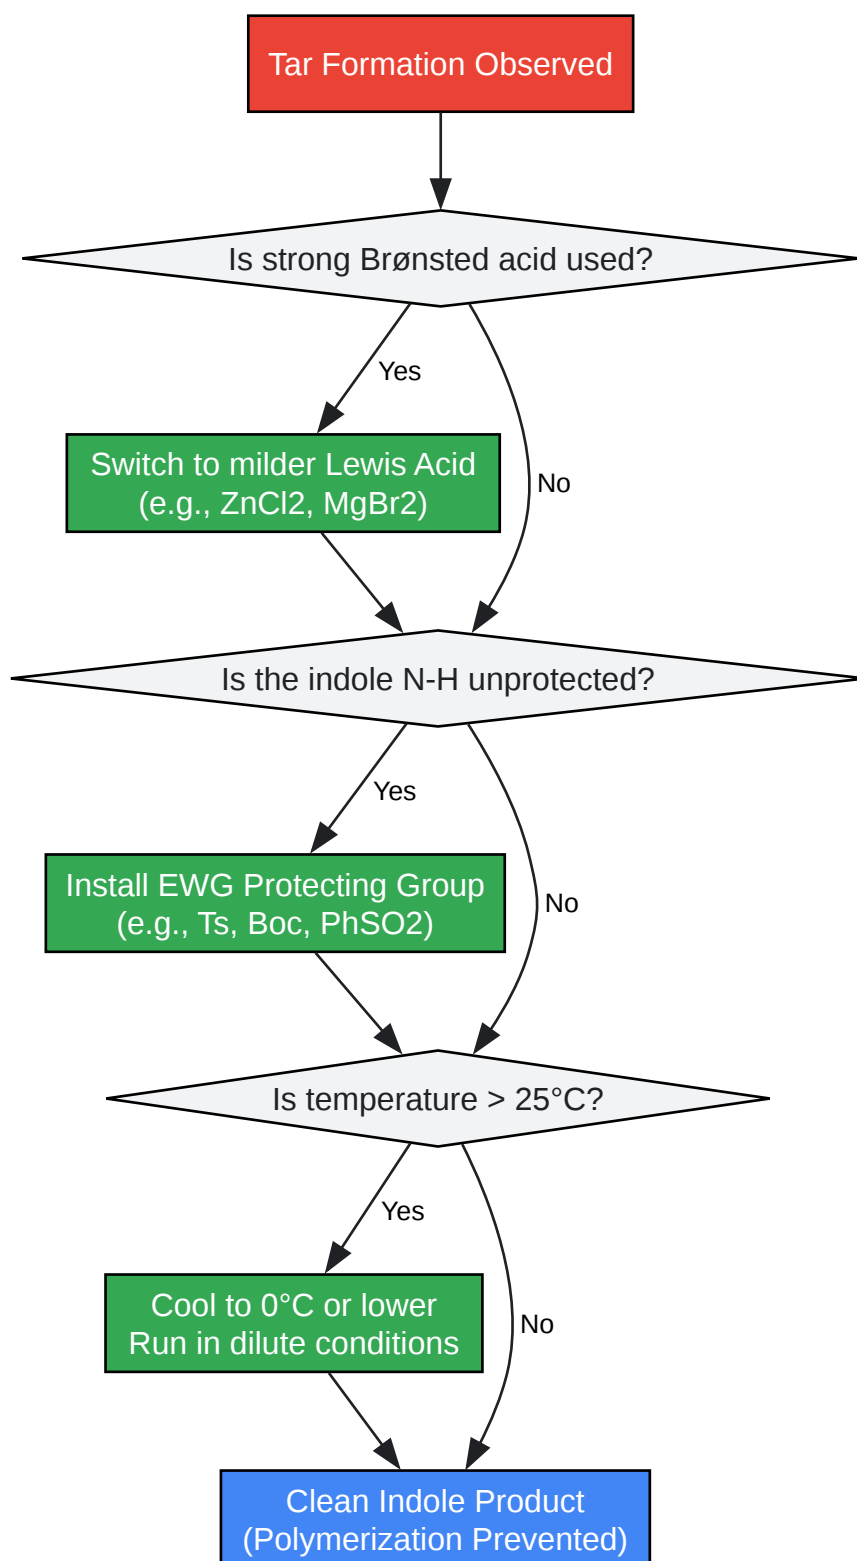 Tar Formation Observed
Is strong Brønsted acid used?
Yes
Switch to milder Lewis Acid
(e.g., ZnCl2, MgBr2)
No
Is the indole N-H unprotected?
Yes
Install EWG Protecting Group
(e.g., Ts, Boc, PhSO2)
No
Is temperature > 25°C?
Yes
Cool to 0°C or lower
Run in dilute conditions
No
Clean Indole Product
(Polymerization Prevented)